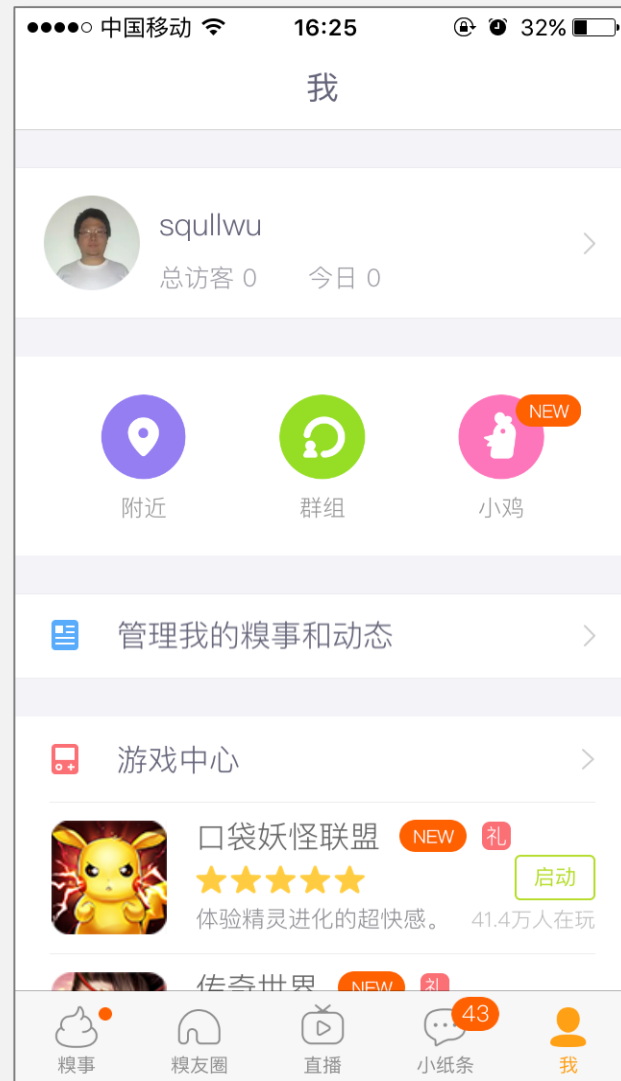 中国移动 16:25 32%
我
squllwu
总访客 0 今日 0
NEW
附近 群组 小鸡
管理我的糗事和动态
游戏中心
口袋妖怪联盟 NEW 礼
启动
体验精灵进化的超快感。 41.4万人在玩
传奇世界 NEW 礼
43
糗事 糗友圈 直播 小纸条 我